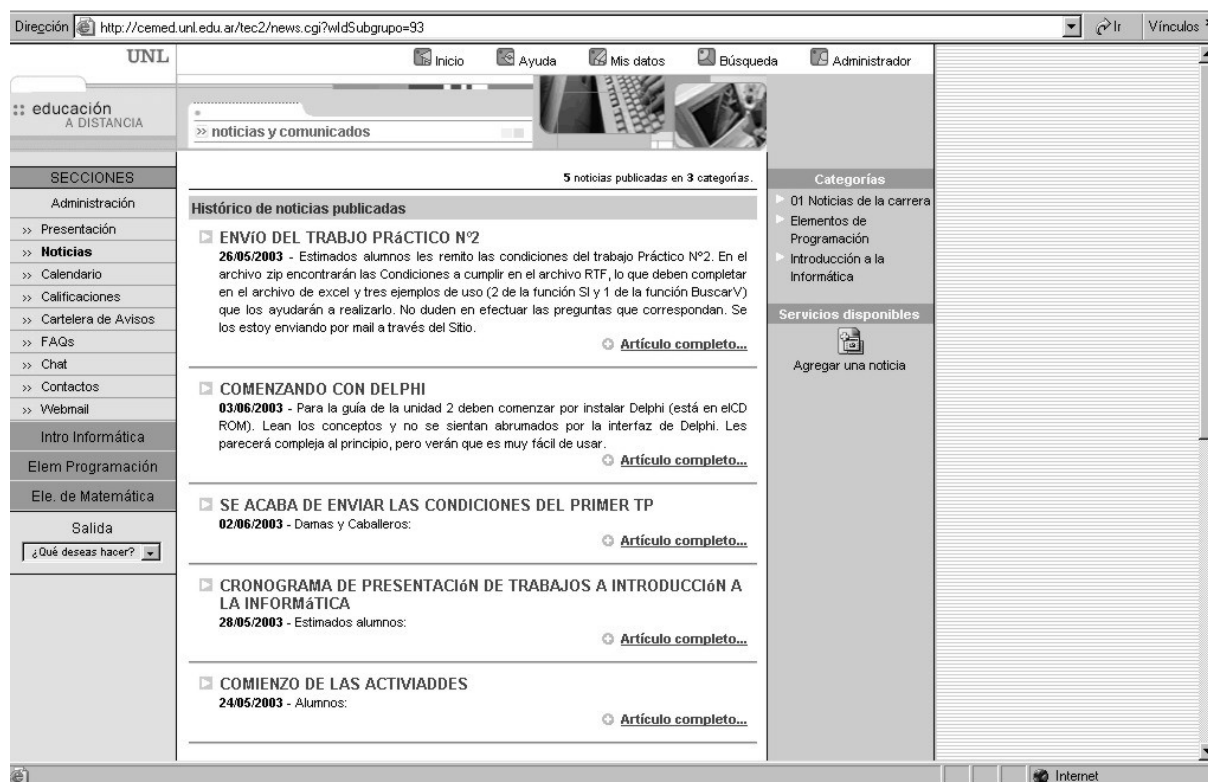 Dirección http://cemed.unl.edu.ar/tec2/news.cgi?wIdSubgrupo=93 Ir Vínculos
UNL
Inicio Ayuda Mis datos Búsqueda Administrador
:: educación
A DISTANCIA
» noticias y comunicados
SECCIONES
Administración
» Presentación
» Noticias
» Calendario
» Calificaciones
» Cartelera de Avisos
» FAQs
» Chat
» Contactos
» Webmail
Intro Informática
Elem Programación
Ele. de Matemática
Salida
¿Qué deseas hacer?
5 noticias publicadas en 3 categorías.
Histórico de noticias publicadas
ENVíO DEL TRABJO PRáCTICO Nº2
26/05/2003 - Estimados alumnos les remito las condiciones del trabajo Práctico Nº2. En el
archivo zip encontrarán las Condiciones a cumplir en el archivo RTF, lo que deben completar
en el archivo de excel y tres ejemplos de uso (2 de la función SI y 1 de la función BuscarV)
que los ayudarán a realizarlo. No duden en efectuar las preguntas que correspondan. Se
los estoy enviando por mail a través del Sitio.
Artículo completo...
COMENZANDO CON DELPHI
03/06/2003 - Para la guía de la unidad 2 deben comenzar por instalar Delphi (está en elCD
ROM). Lean los conceptos y no se sientan abrumados por la interfaz de Delphi. Les
parecerá compleja al principio, pero verán que es muy fácil de usar.
Artículo completo...
SE ACABA DE ENVIAR LAS CONDICIONES DEL PRIMER TP
02/06/2003 - Damas y Caballeros:
Artículo completo...
CRONOGRAMA DE PRESENTACIóN DE TRABAJOS A INTRODUCCIóN A
LA INFORMáTICA
28/05/2003 - Estimados alumnos:
Artículo completo...
COMIENZO DE LAS ACTIVIADDES
24/05/2003 - Alumnos:
Artículo completo...
Categorías
01 Noticias de la carrera
Elementos de
Programación
Introducción a la
Informática
Servicios disponibles
Agregar una noticia
Internet